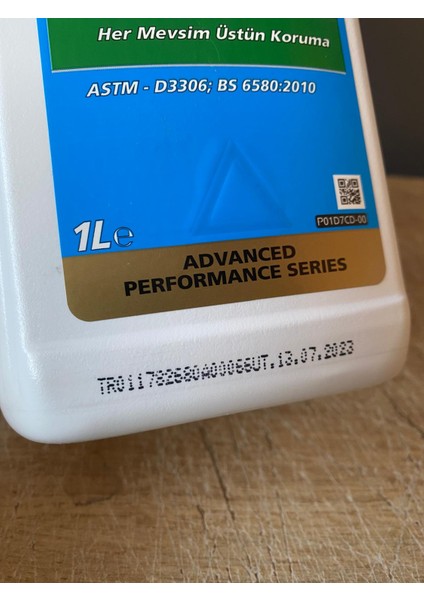 Her Mevsim Üstün Koruma
ASTM - D3306; BS 6580:2010
1L℮
P01D7CD-00
ADVANCED
PERFORMANCE SERIES
TR011782680A00066UT.13.07.2023